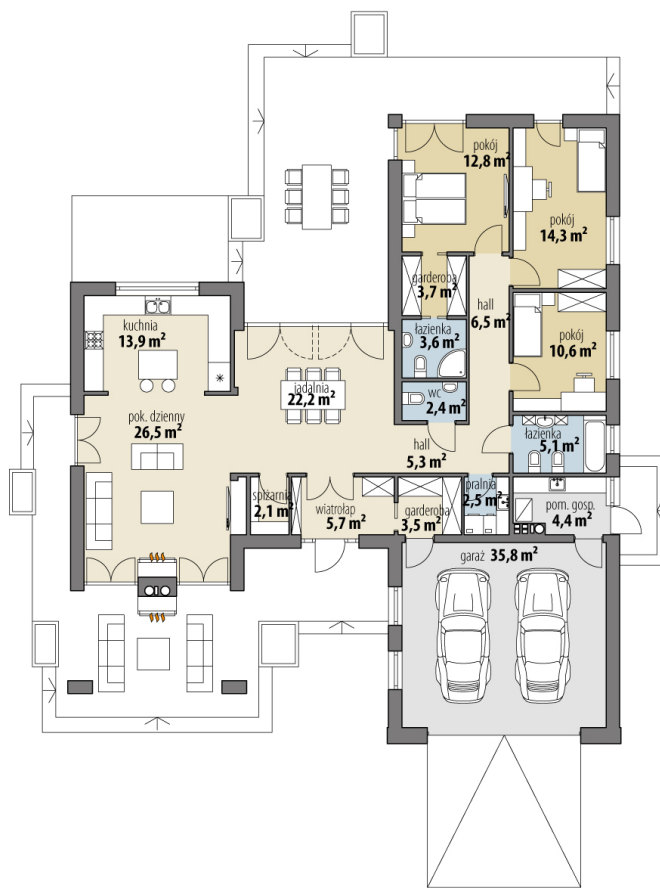 pokój
12,8 m²
pokój
14,3 m²
garderoba
3,7 m²
hall
6,5 m²
kuchnia
13,9 m²
łazienka
3,6 m²
pokój
10,6 m²
jadalnia
22,2 m²
wc
2,4 m²
pok. dzienny
26,5 m²
hall
5,3 m²
łazienka
5,1 m²
spiżarnia
2,1 m²
wiatrołap
5,7 m²
garderoba
3,5 m²
pralnia
2,5 m²
pom. gosp.
4,4 m²
garaż 35,8 m²